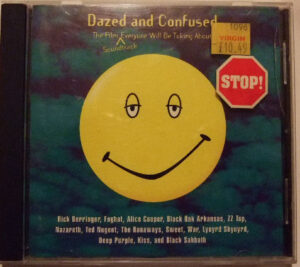 Dazed and Confused
The Film Everyone Will Be Talking About
Soundtrack
1098
VIRGIN
£10.49
STOP!
Rick Derringer, Foghat, Alice Cooper, Black Oak Arkansas, ZZ Top,
Nazareth, Ted Nugent, The Runaways, Sweet, War, Lynyrd Skynyrd,
Deep Purple, Kiss, and Black Sabbath